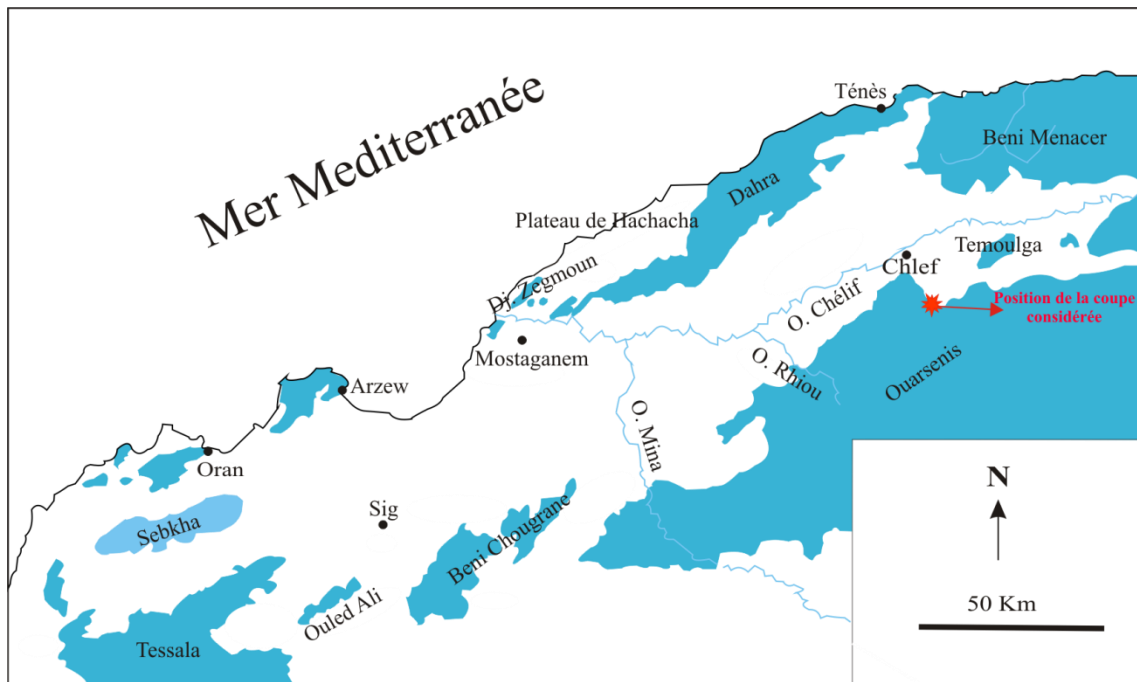 Mer Mediterranée
Ténès
Beni Menacer
Dahra
Plateau de Hachacha
Temoulga
Chlef
Dj. Zegmoun
O. Chélif
Position de la coupe
considérée
Mostaganem
O. Rhiou
Ouarsenis
Arzew
O. Mina
Oran
Sig
Sebkha
Beni Chougrane
Ouled Ali
Tessala
N
50 Km